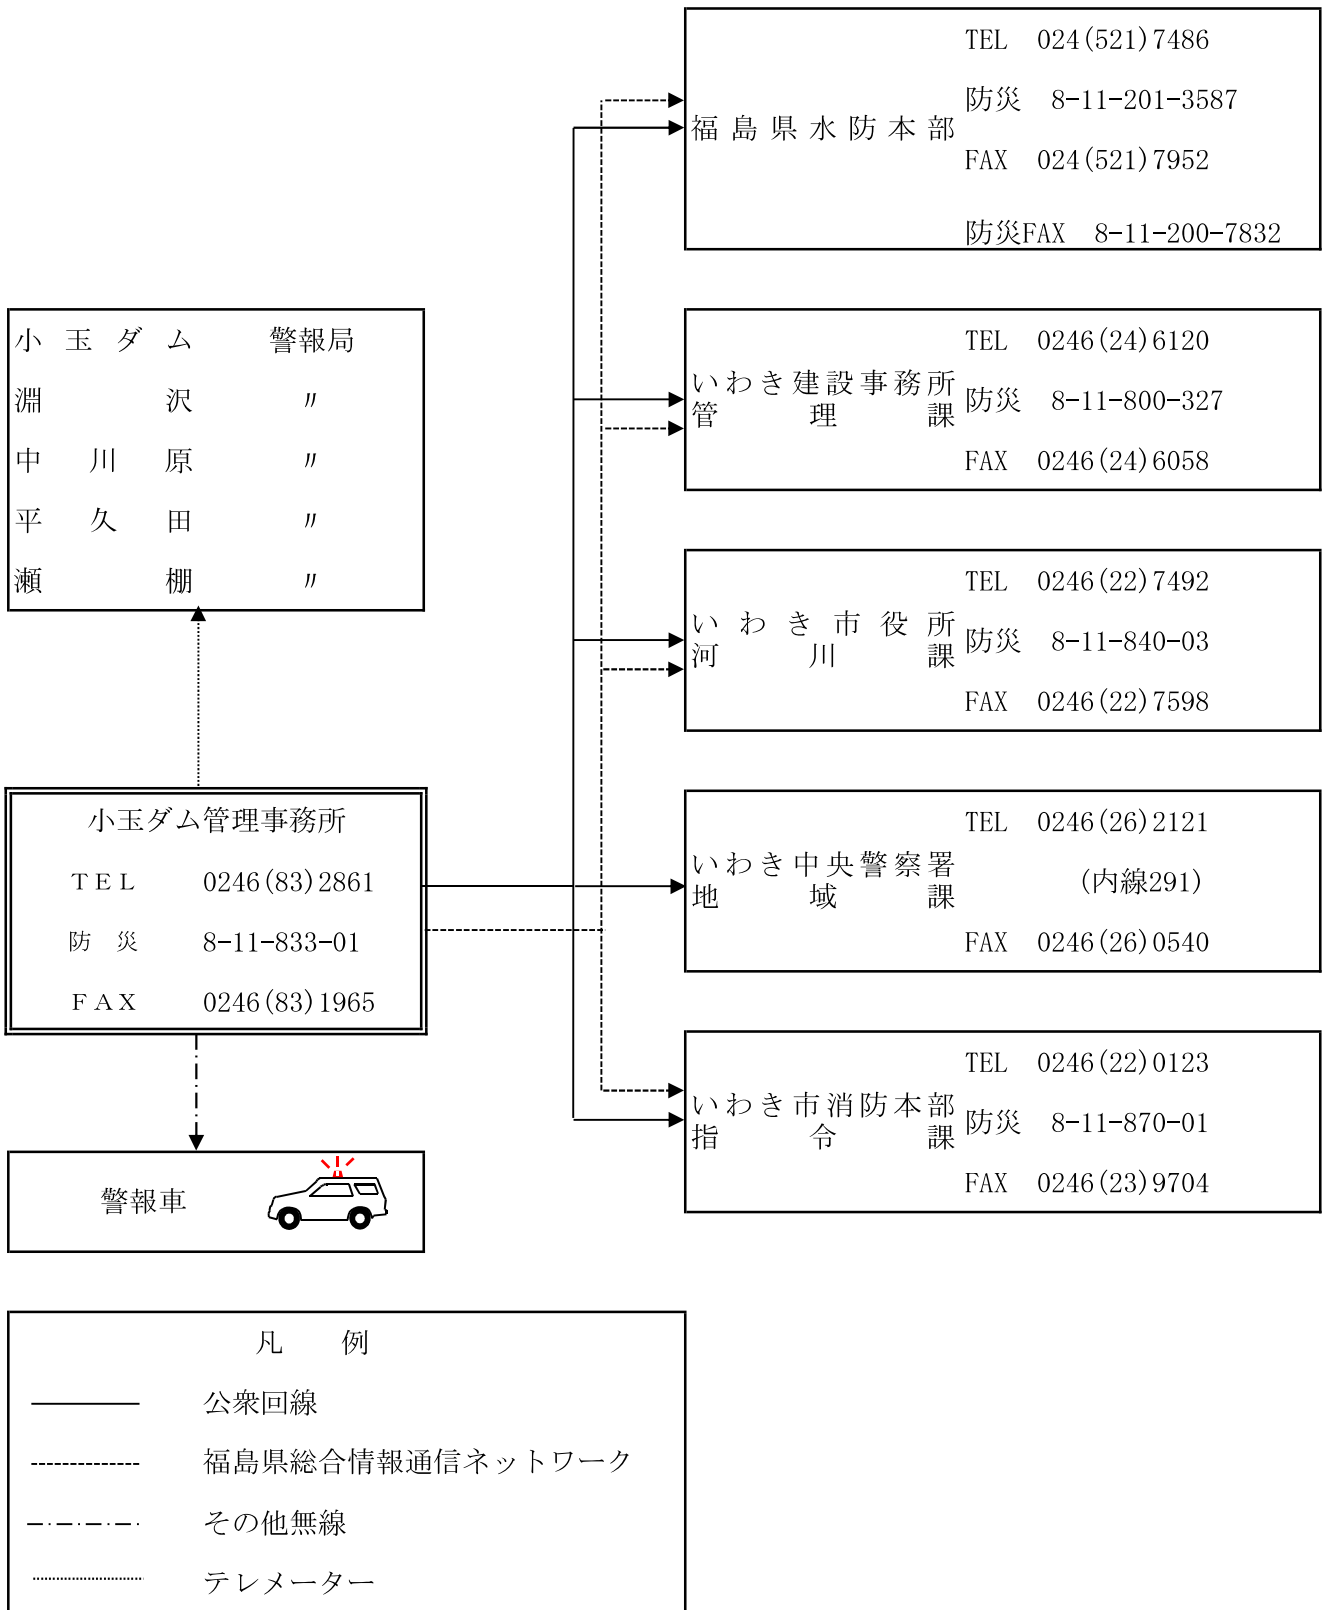 福島県水防本部
TEL 024(521)7486
防災 8-11-201-3587
FAX 024(521)7952
防災FAX 8-11-200-7832
小玉ダム 警報局
淵沢 〃
中川原 〃
平久田 〃
瀬棚 〃
いわき建設事務所
管理課
TEL 0246(24)6120
防災 8-11-800-327
FAX 0246(24)6058
いわき市役所
河川課
TEL 0246(22)7492
防災 8-11-840-03
FAX 0246(22)7598
小玉ダム管理事務所
TEL 0246(83)2861
防災 8-11-833-01
FAX 0246(83)1965
いわき中央警察署
地域課
TEL 0246(26)2121
(内線291)
FAX 0246(26)0540
いわき市消防本部
指令課
TEL 0246(22)0123
防災 8-11-870-01
FAX 0246(23)9704
警報車
凡例
公衆回線
福島県総合情報通信ネットワーク
その他無線
テレメーター